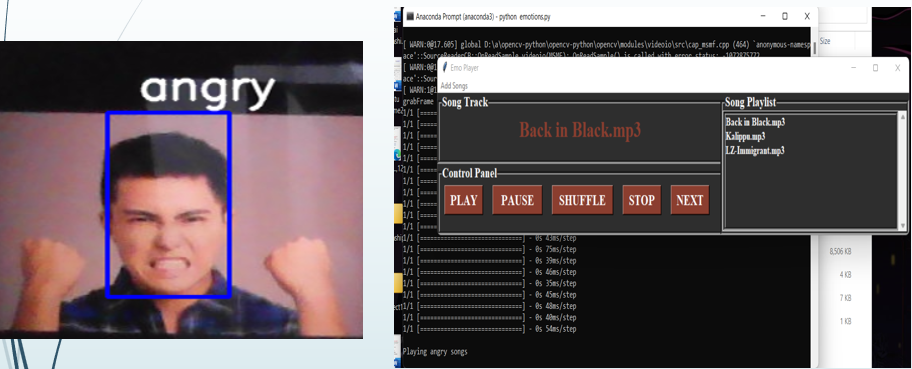 angry
Anaconda Prompt (anaconda3) - python emotions.py
[ WARN:0@17.605] global D:\a\opencv-python\opencv-python\opencv\modules\videoio\src\cap_msmf.cpp (464) `anonymous-namesp
ace'::SourceReaderCB::OnReadSample videoio(MSMF): OnReadSample() is called with error status: -1072875772
[ WARN:0@1
ace'::Sour
[ WARN:1@1
grabFrame
Emo Player
Add Songs
Song Track
Back in Black.mp3
Control Panel
PLAY
PAUSE
SHUFFLE
STOP
NEXT
Song Playlist
Back in Black.mp3
Kalippu.mp3
LZ-Immigrant.mp3
1/1 [=====
1/1 [=====
1/1 [=====
1/1 [=====
1/1 [=====
1/1 [=====
1/1 [=====
1/1 [=====
1/1 [=====
1/1 [=====
1/1 [=====
1/1 [==============================] - 0s 43ms/step
1/1 [==============================] - 0s 75ms/step
1/1 [==============================] - 0s 39ms/step
1/1 [==============================] - 0s 46ms/step
1/1 [==============================] - 0s 35ms/step
1/1 [==============================] - 0s 45ms/step
1/1 [==============================] - 0s 48ms/step
1/1 [==============================] - 0s 40ms/step
1/1 [==============================] - 0s 54ms/step
Playing angry songs
Size
8,506 KB
4 KB
7 KB
1 KB